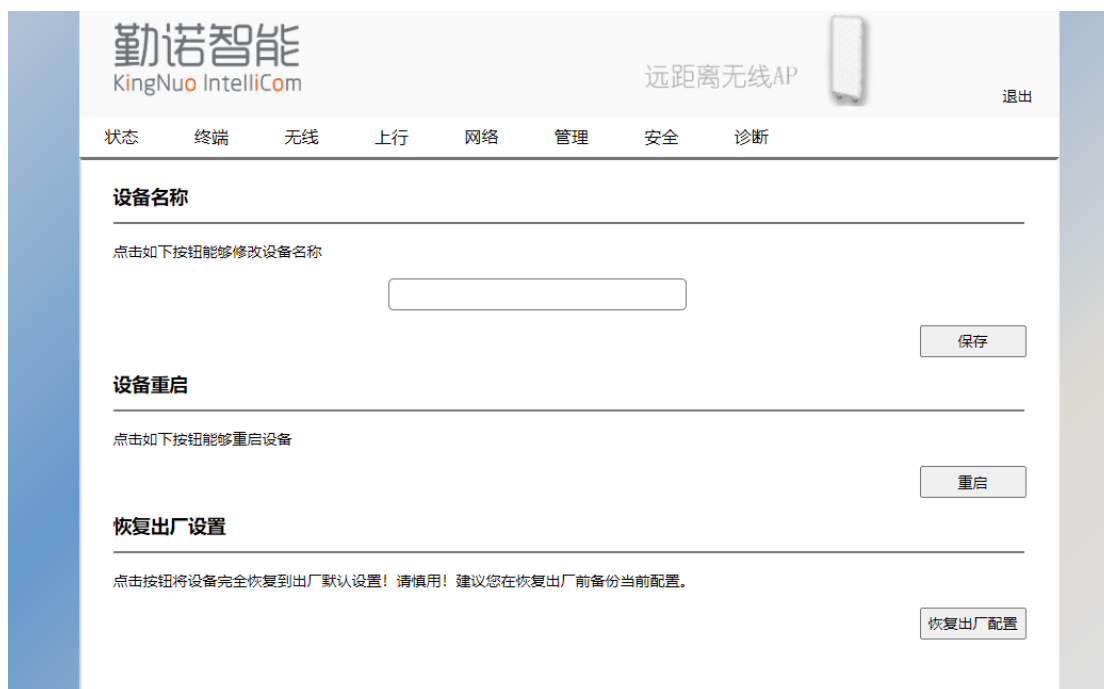 勤诺智能
KingNuo IntelliCom
远距离无线AP
退出
状态 终端 无线 上行 网络 管理 安全 诊断
设备名称
点击如下按钮能够修改设备名称
保存
设备重启
点击如下按钮能够重启设备
重启
恢复出厂设置
点击按钮将设备完全恢复到出厂默认设置！请慎用！建议您在恢复出厂前备份当前配置。
恢复出厂配置